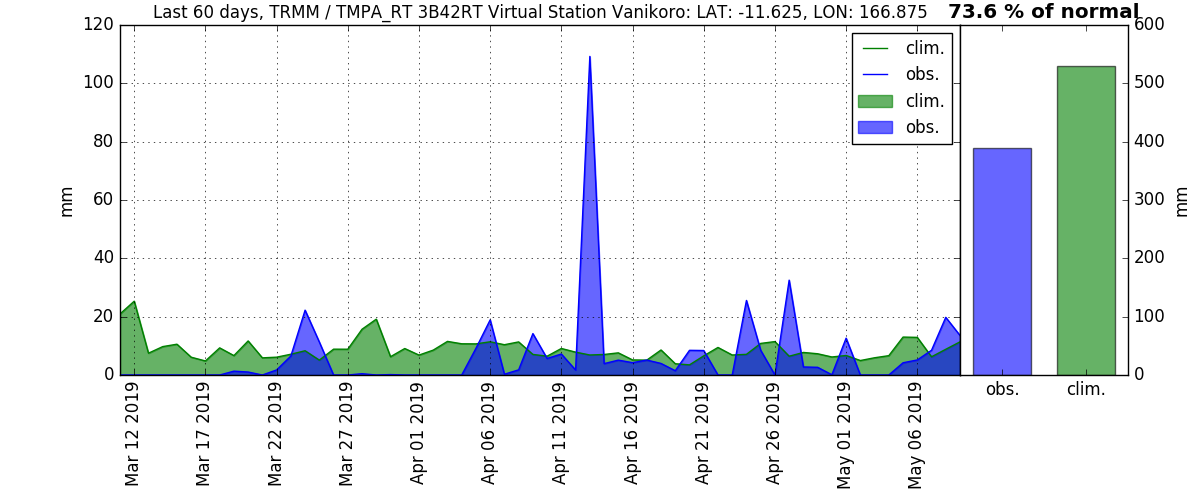 Last 60 days, TRMM / TMPA_RT 3B42RT Virtual Station Vanikoro: LAT: -11.625, LON: 166.875
73.6 % of normal
120
100
80
60
40
20
0
mm
clim.
obs.
clim.
obs.
600
500
400
300
200
100
0
mm
Mar 12 2019
Mar 17 2019
Mar 22 2019
Mar 27 2019
Apr 01 2019
Apr 06 2019
Apr 11 2019
Apr 16 2019
Apr 21 2019
Apr 26 2019
May 01 2019
May 06 2019
obs.
clim.